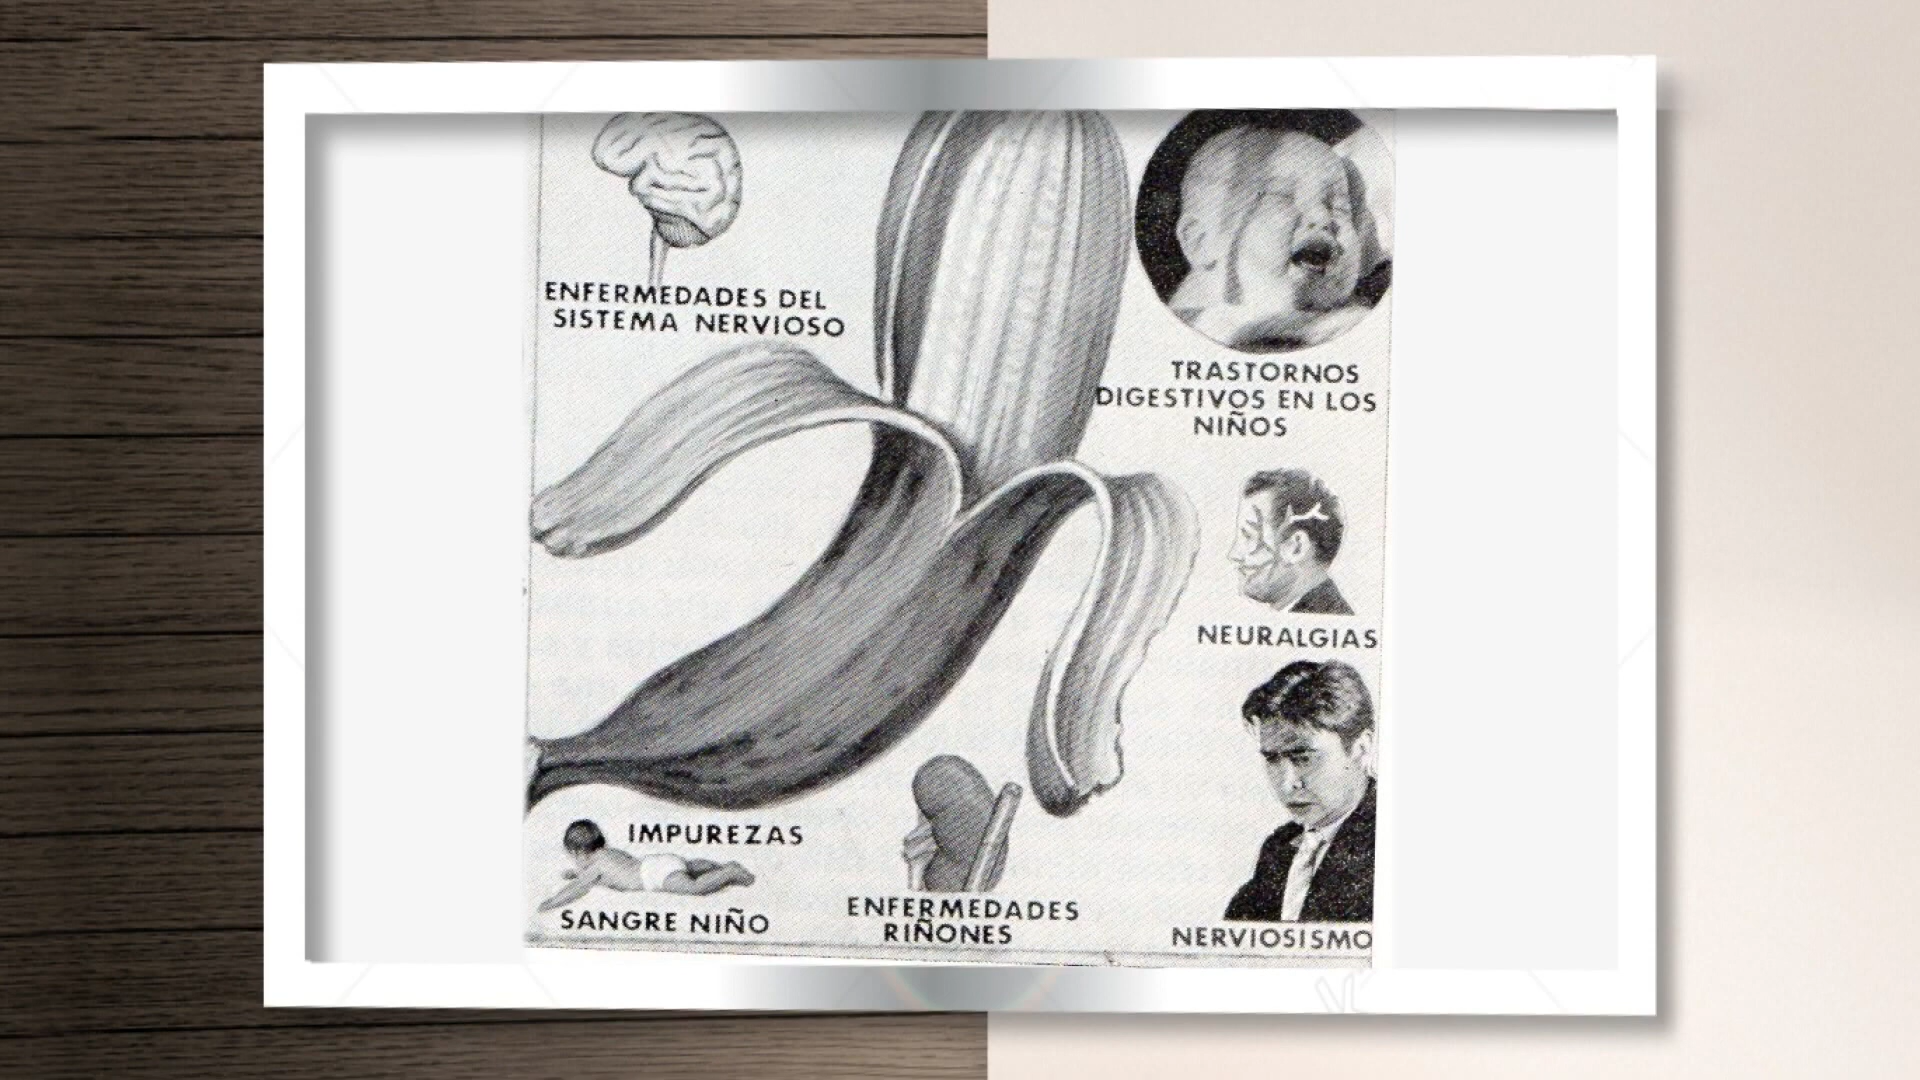 ENFERMEDADES DEL
SISTEMA NERVIOSO
TRASTORNOS
DIGESTIVOS EN LOS
NIÑOS
NEURALGIAS
IMPUREZAS
SANGRE NIÑO
ENFERMEDADES
RIÑONES
NERVIOSISMO